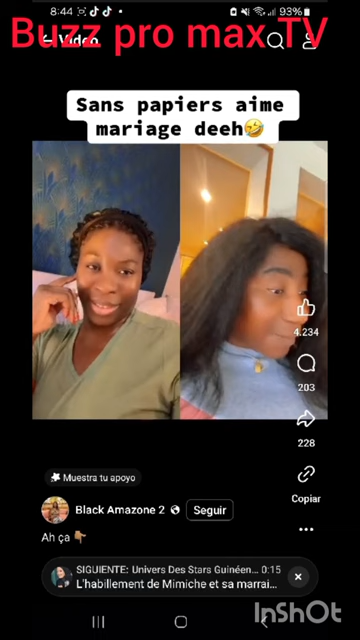 8:44
93%
Buzz pro max TV
Video
Sans papiers aime
mariage deeh🤣
4.234
203
228
Copiar
Muestra tu apoyo
Black Amazone 2
Seguir
Ah ça 👇🏽
SIGUIENTE: Univers Des Stars Guinéen... 0:15
L'habillement de Mimiche et sa marrai...
InShOt